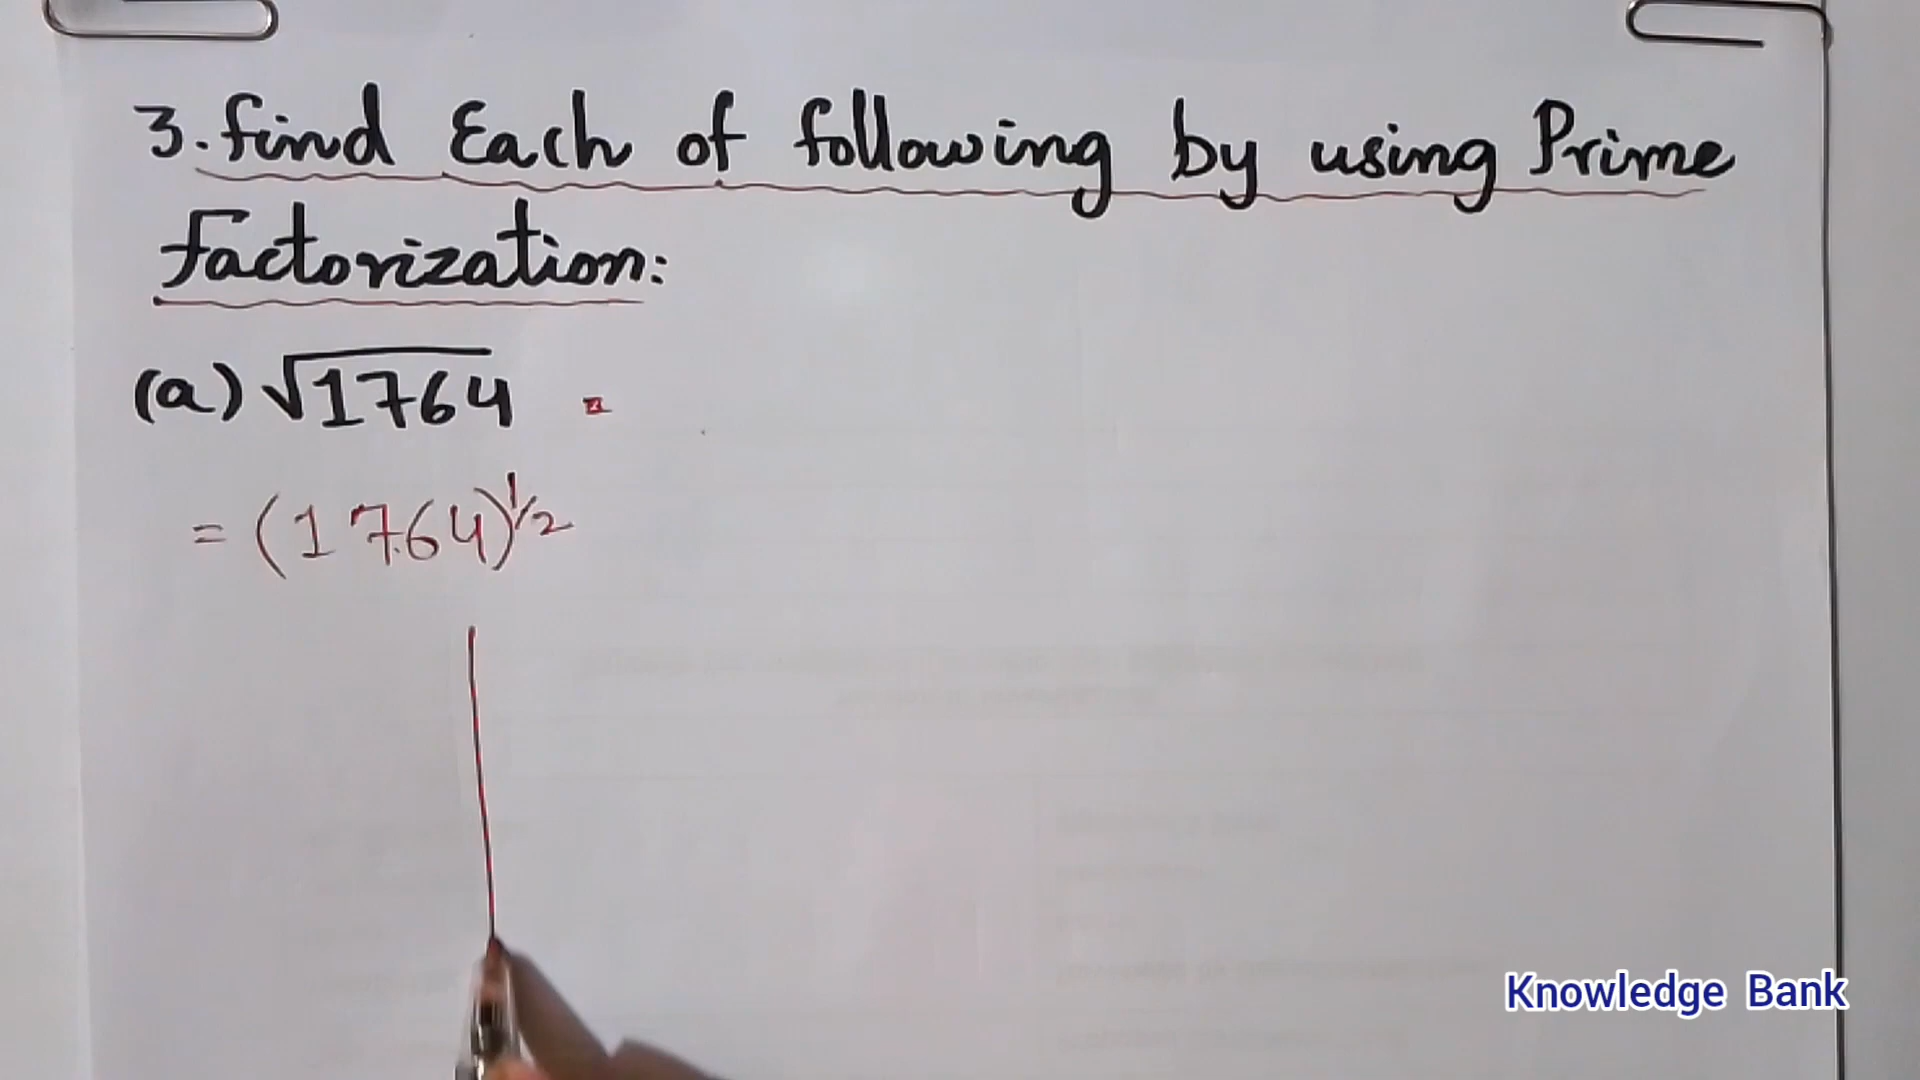 3. Find Each of following by using Prime
Factorization:
(a) √1764
= (1764)^1/2
Knowledge Bank